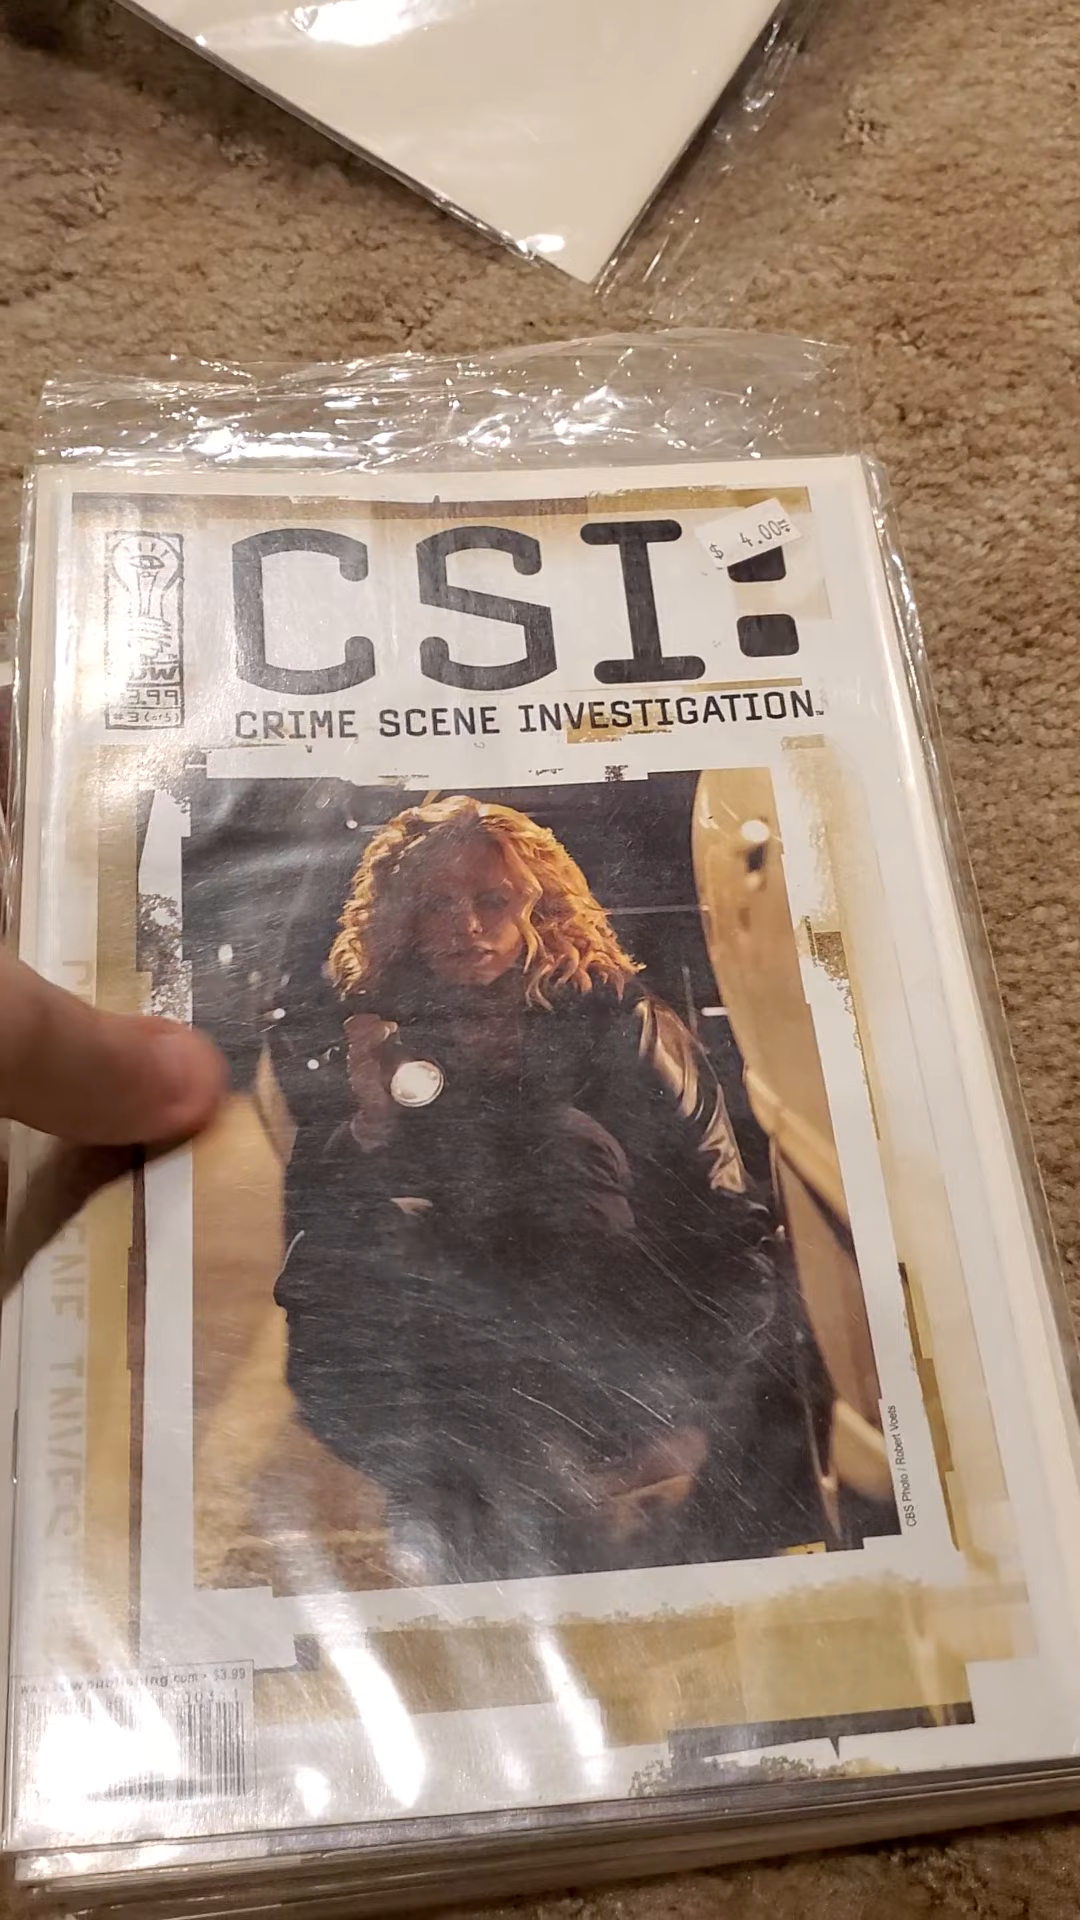 CSI:
$ 4.00
IDW
3.99
#3 (of 5)
CRIME SCENE INVESTIGATION
CBS Photo / Robert Voets
www.idwpublishing.com • $3.99